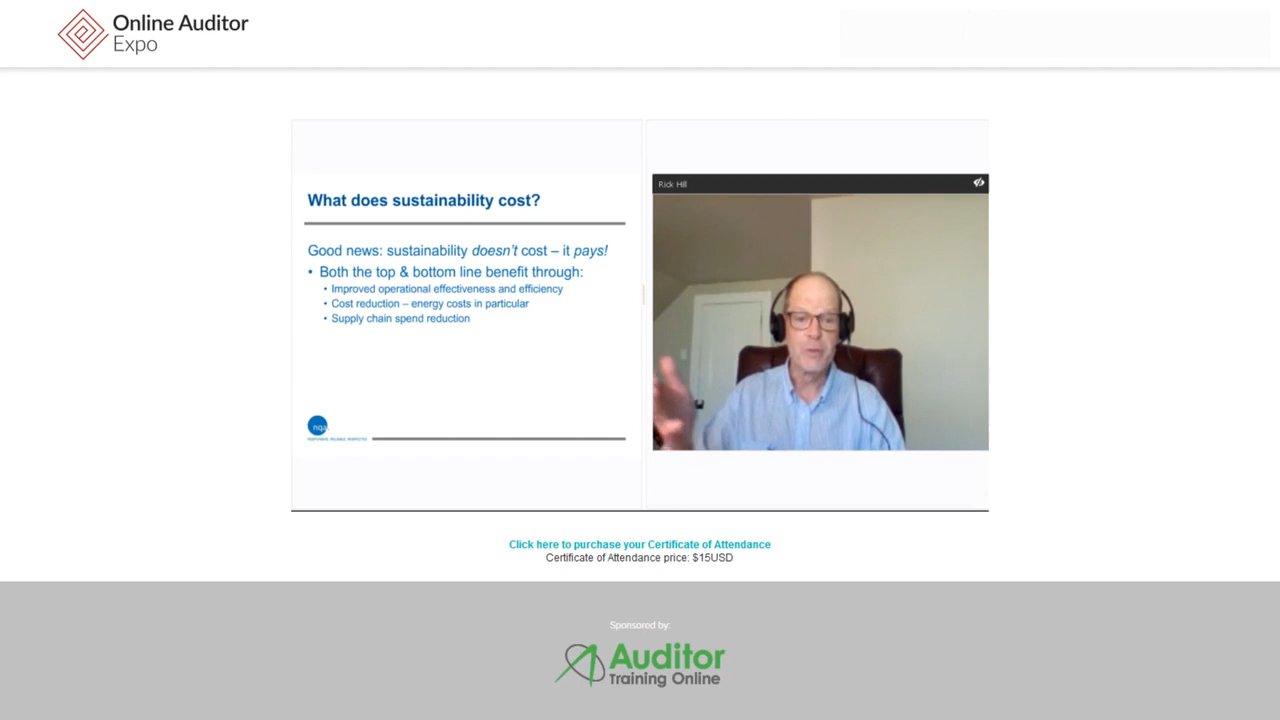 Online Auditor
Expo
What does sustainability cost?
Good news: sustainability doesn't cost – it pays!
• Both the top & bottom line benefit through:
• Improved operational effectiveness and efficiency
• Cost reduction – energy costs in particular
• Supply chain spend reduction
nqa.
RESPONSIVE. RELIABLE. RESPECTED.
Rick Hill
Click here to purchase your Certificate of Attendance
Certificate of Attendance price: $15USD
Sponsored by:
Auditor
Training Online